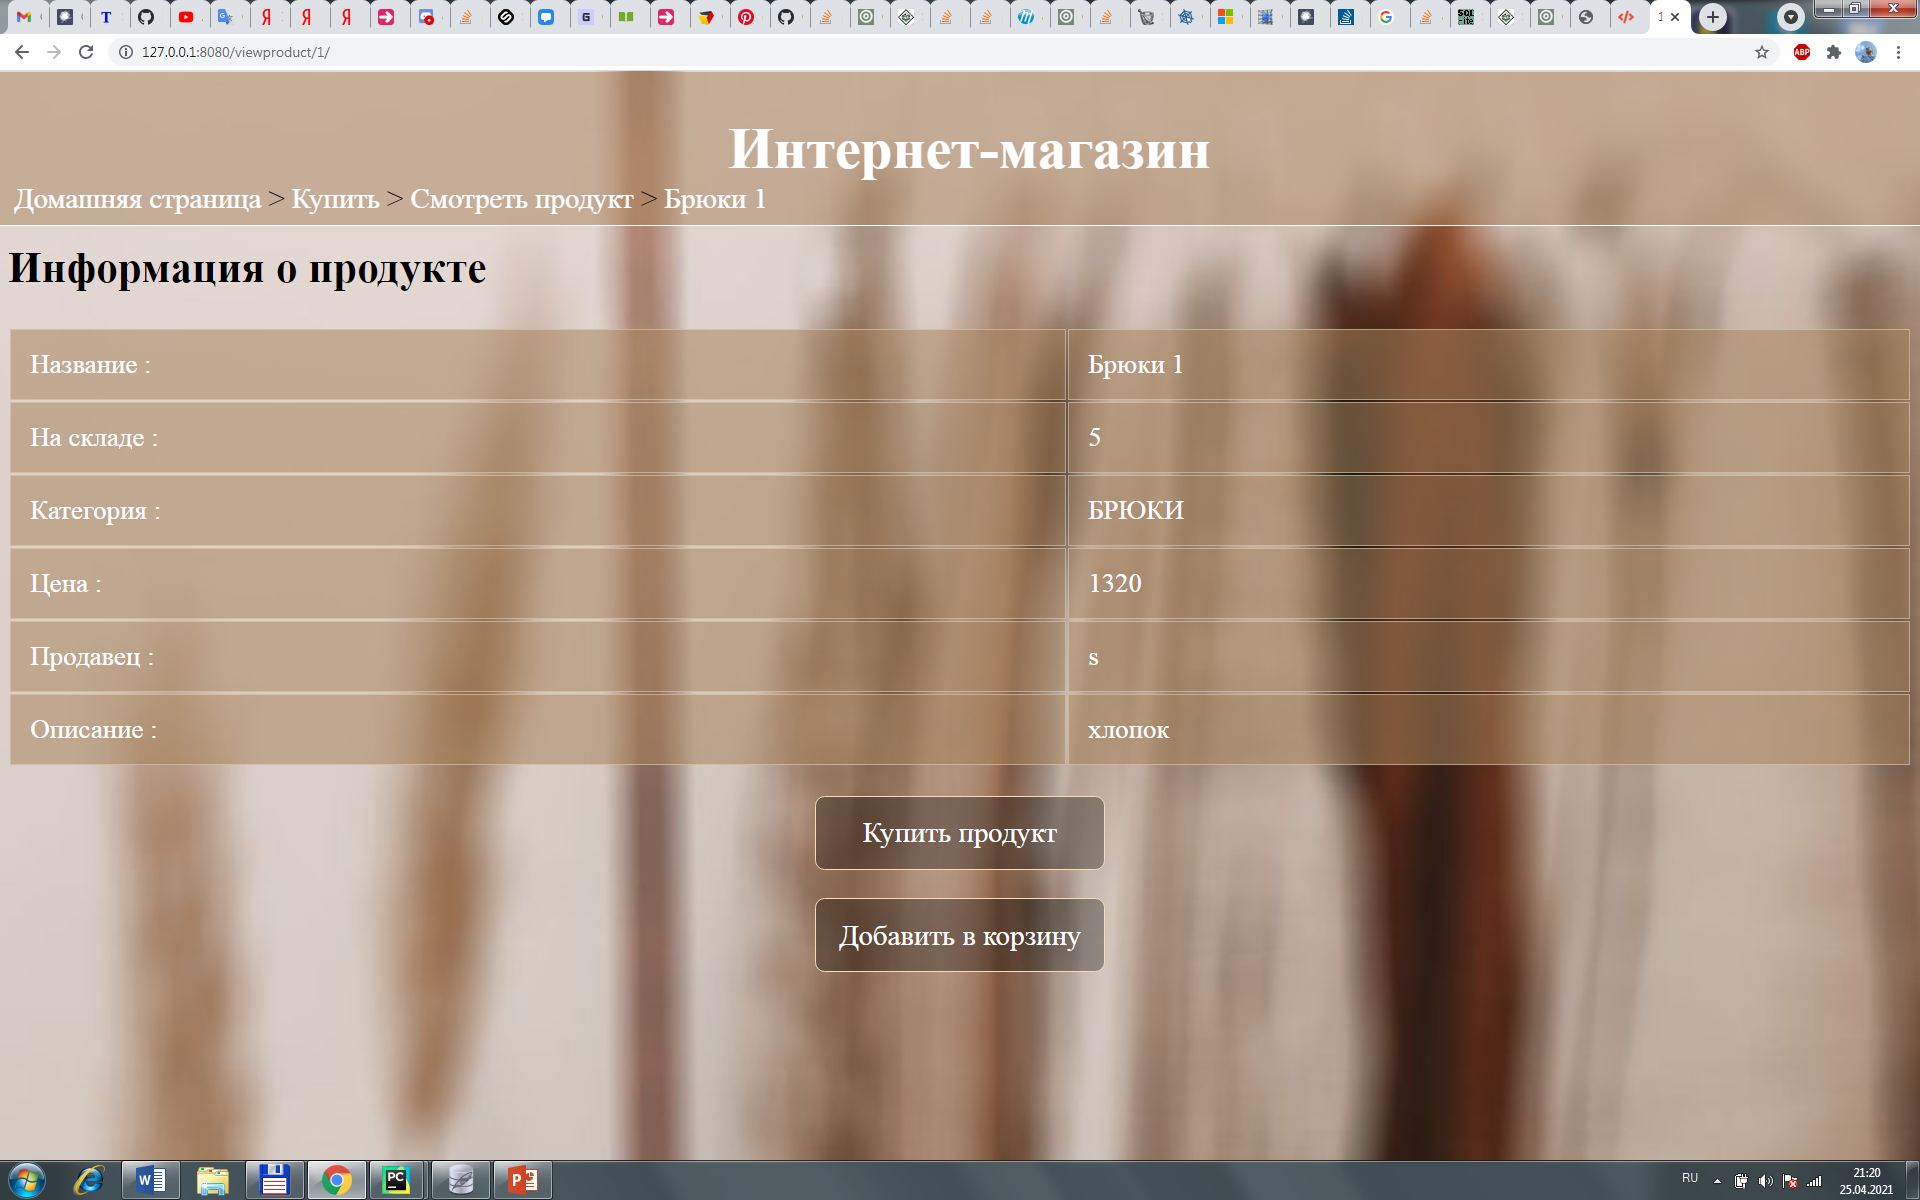 127.0.0.1:8080/viewproduct/1/
Интернет-магазин
Домашняя страница > Купить > Смотреть продукт > Брюки 1
Информация о продукте
Название : Брюки 1
На складе : 5
Категория : БРЮКИ
Цена : 1320
Продавец : s
Описание : хлопок
Купить продукт
Добавить в корзину
RU
21:20
25.04.2021